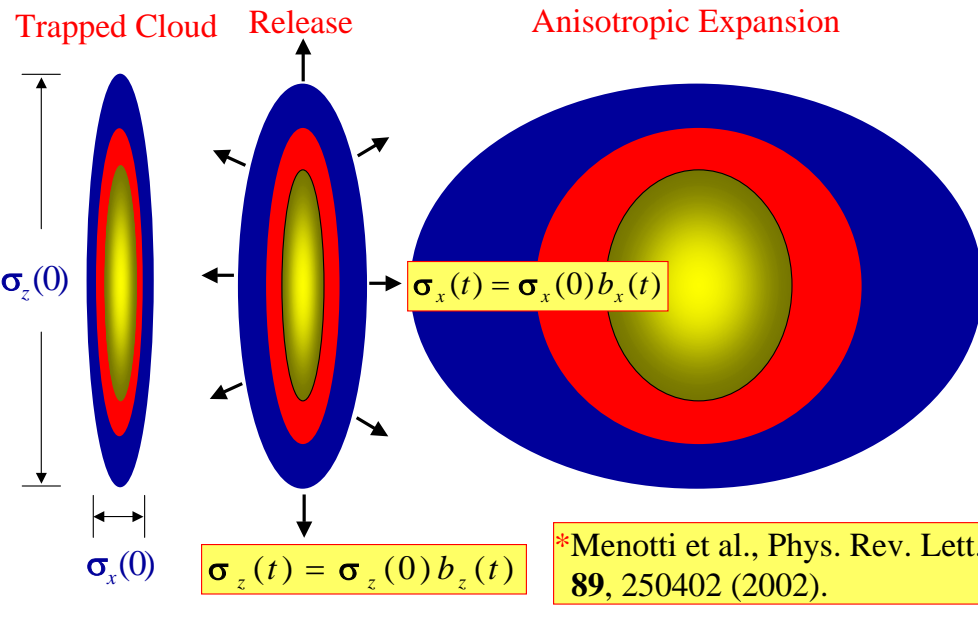 Trapped Cloud
Release
Anisotropic Expansion
σz(0)
σx(t) = σx(0)bx(t)
σx(0)
σz(t) = σz(0)bz(t)
*Menotti et al., Phys. Rev. Lett.
89, 250402 (2002).